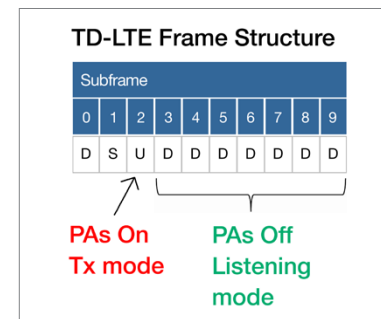 TD-LTE Frame Structure
Subframe
0 1 2 3 4 5 6 7 8 9
D S U D D D D D D D
PAs On PAs Off
Tx mode Listening
mode